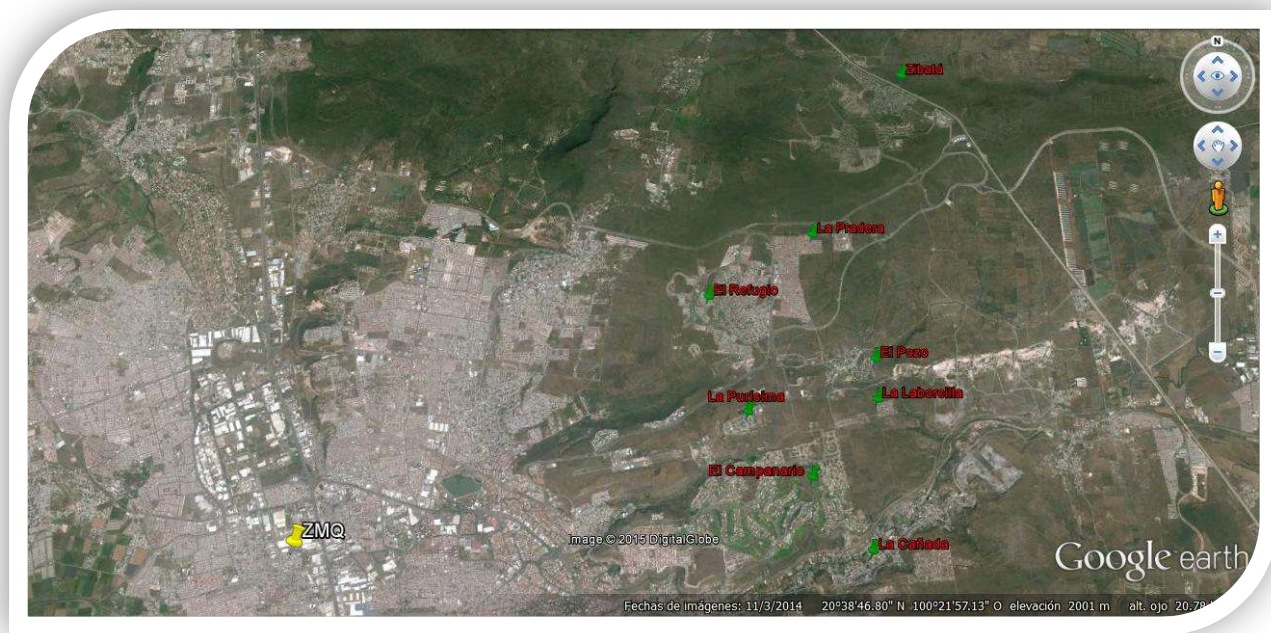 N
Zibatá
La Pradera
El Refugio
El Pozo
La Laborcilla
La Purísima
El Campanario
ZMQ
Image © 2015 DigitalGlobe
La Cañada
Google earth
Fechas de imágenes: 11/3/2014 20°38'46.80" N 100°21'57.13" O elevación 2001 m alt. ojo 20.78